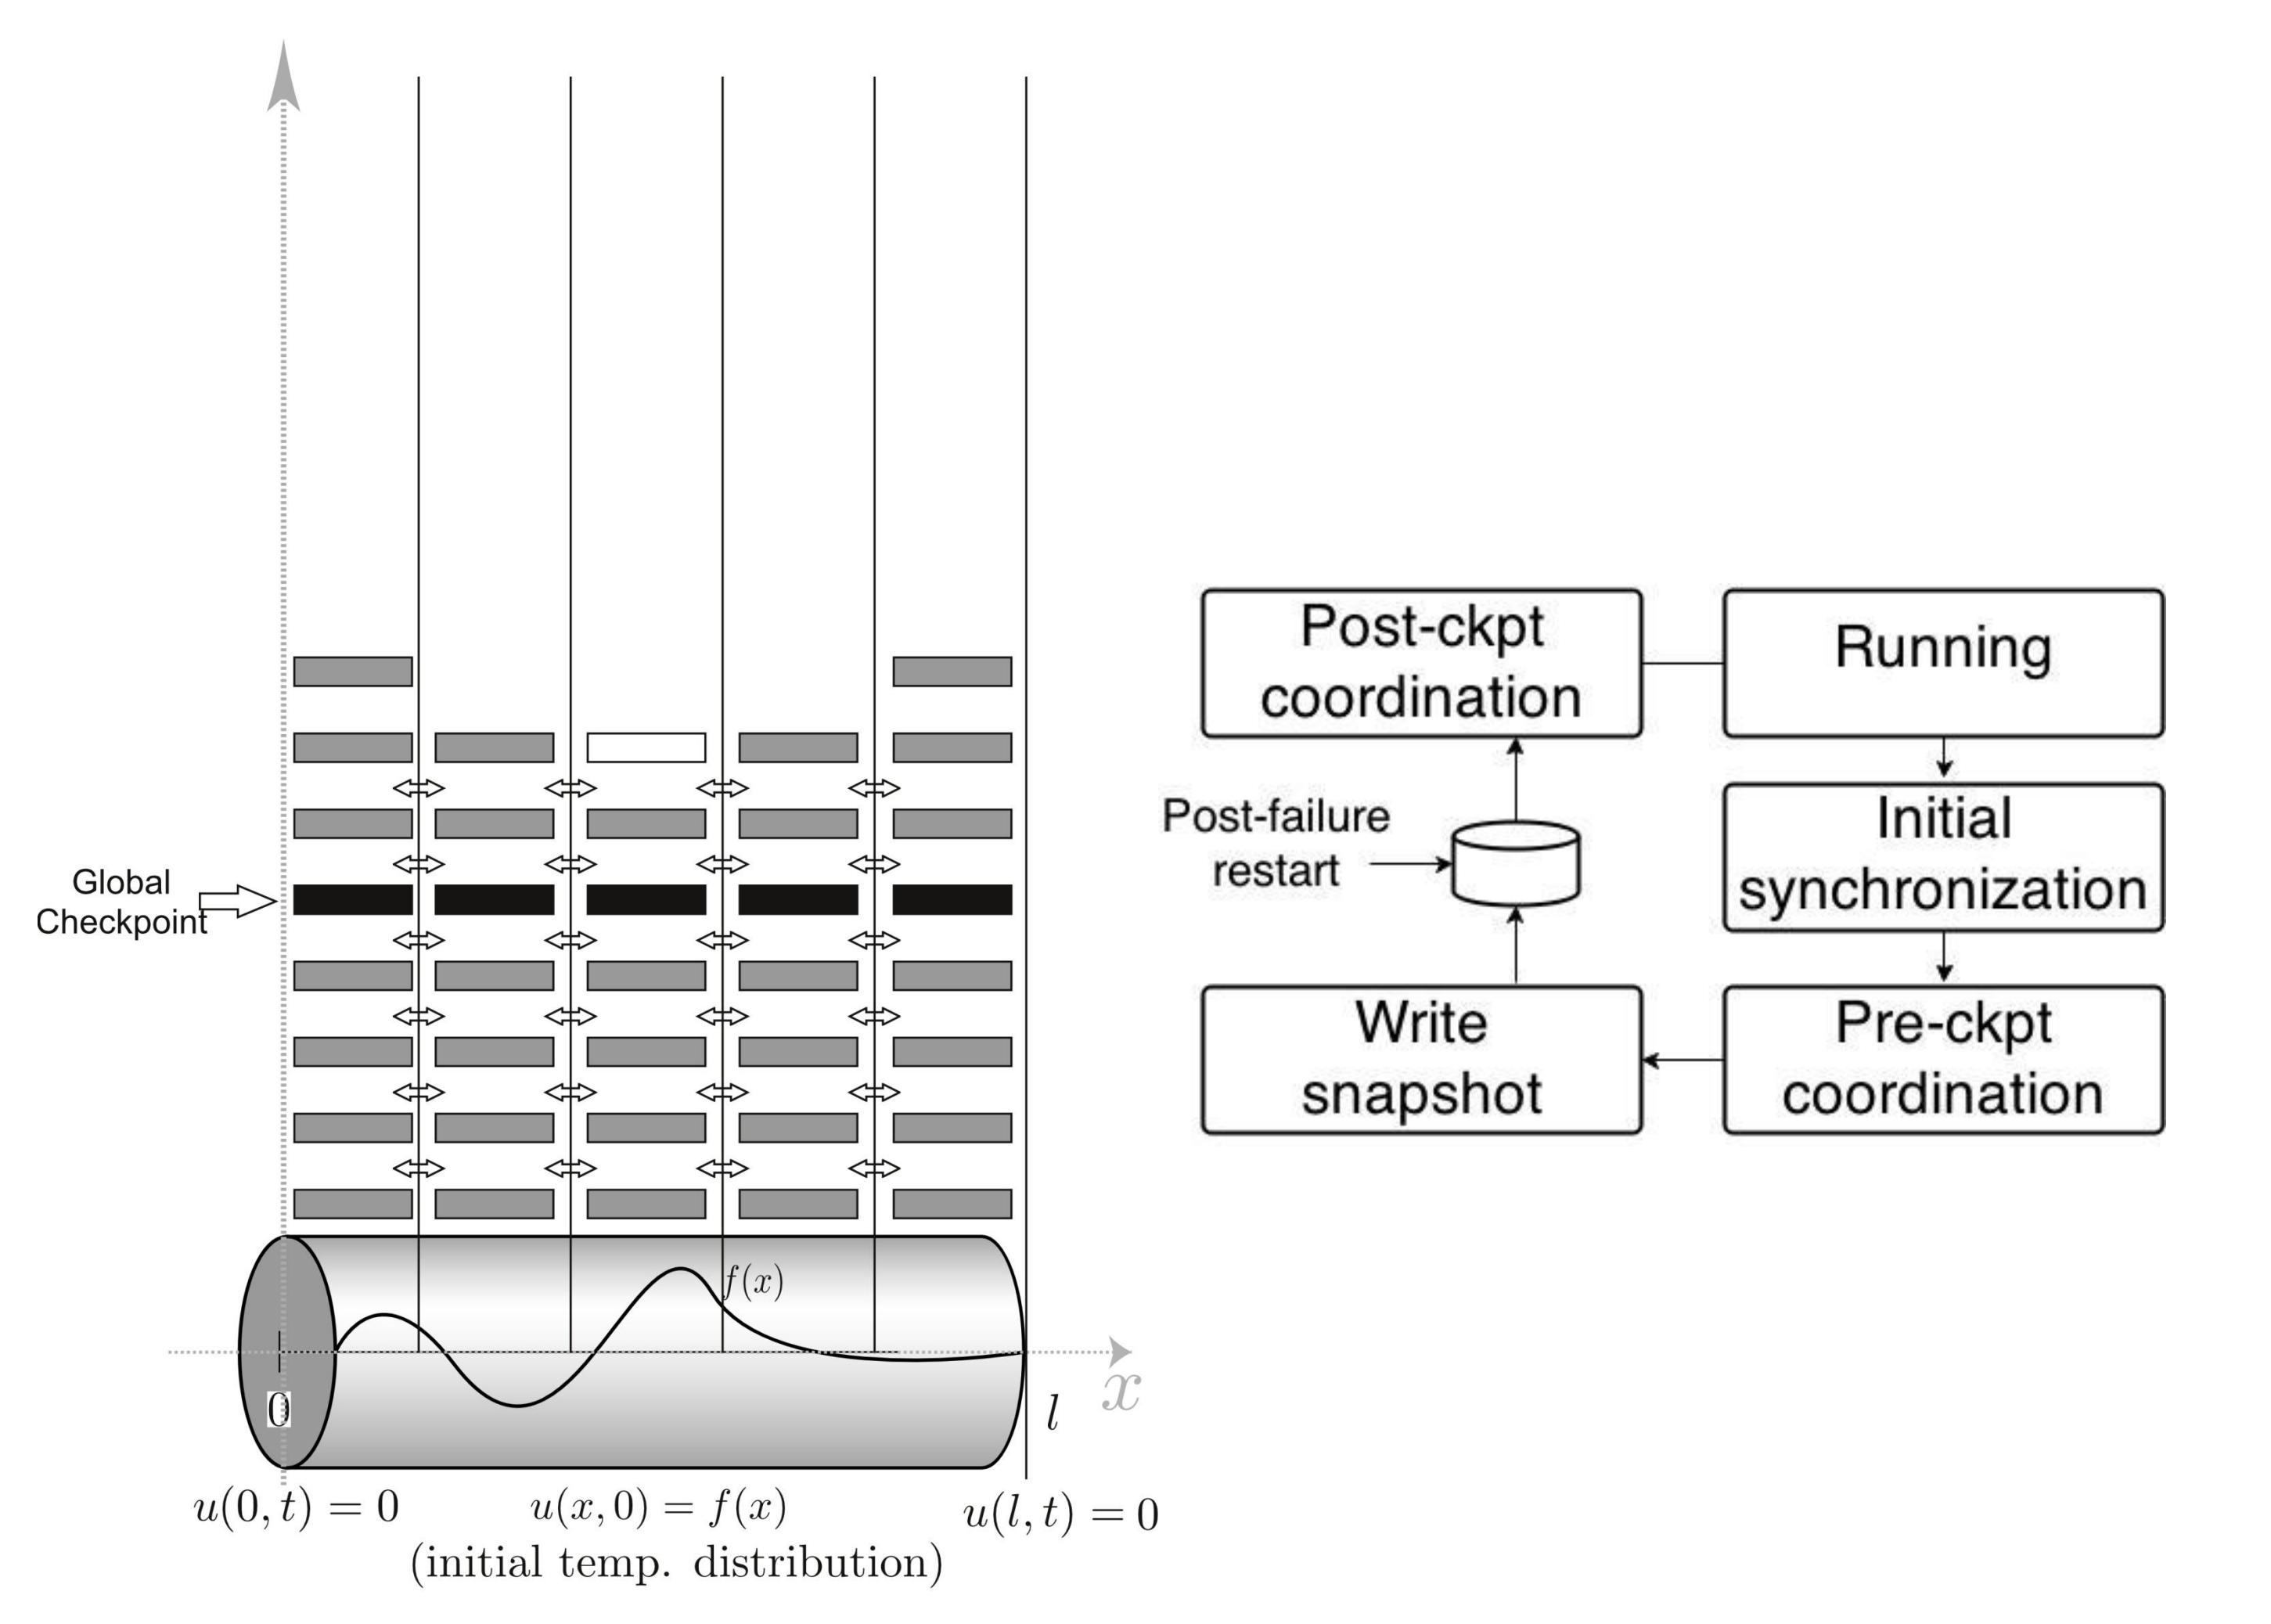 Global
Checkpoint
f(x)
0
l
x
u(0, t) = 0
u(x, 0) = f(x)
u(l, t) = 0
(initial temp. distribution)
Post-ckpt
coordination
Running
Post-failure
restart
Initial
synchronization
Write
snapshot
Pre-ckpt
coordination